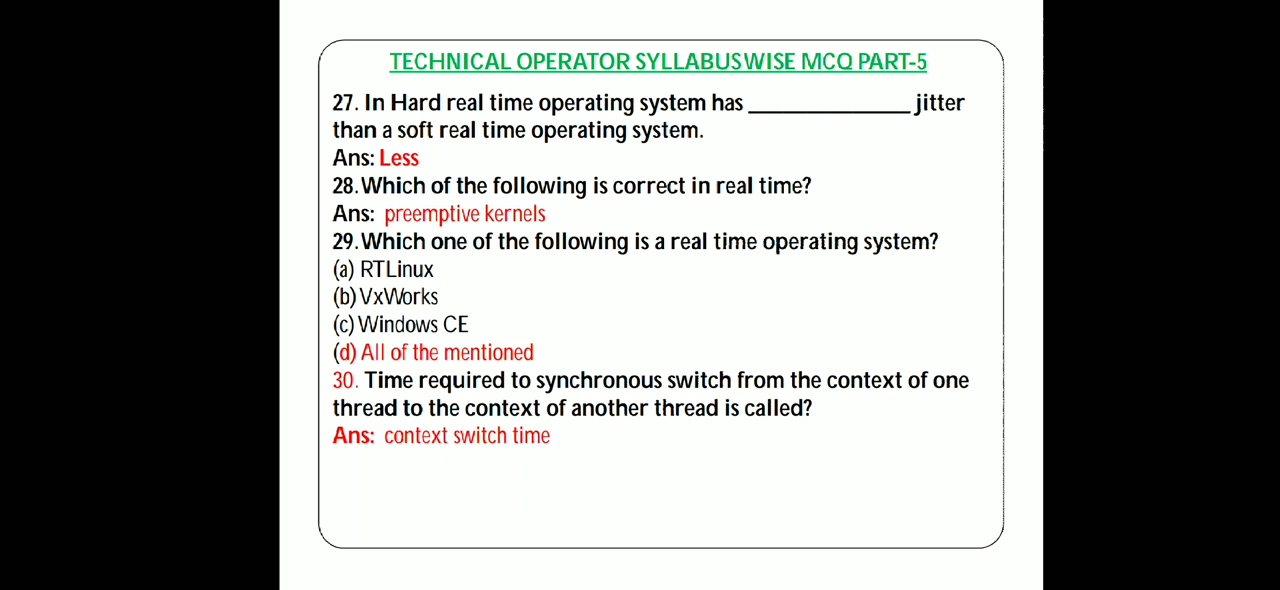 TECHNICAL OPERATOR SYLLABUSWISE MCQ PART-5
27. In Hard real time operating system has _______________ jitter
than a soft real time operating system.
Ans: Less
28.Which of the following is correct in real time?
Ans: preemptive kernels
29.Which one of the following is a real time operating system?
(a) RTLinux
(b) VxWorks
(c) Windows CE
(d) All of the mentioned
30. Time required to synchronous switch from the context of one
thread to the context of another thread is called?
Ans: context switch time